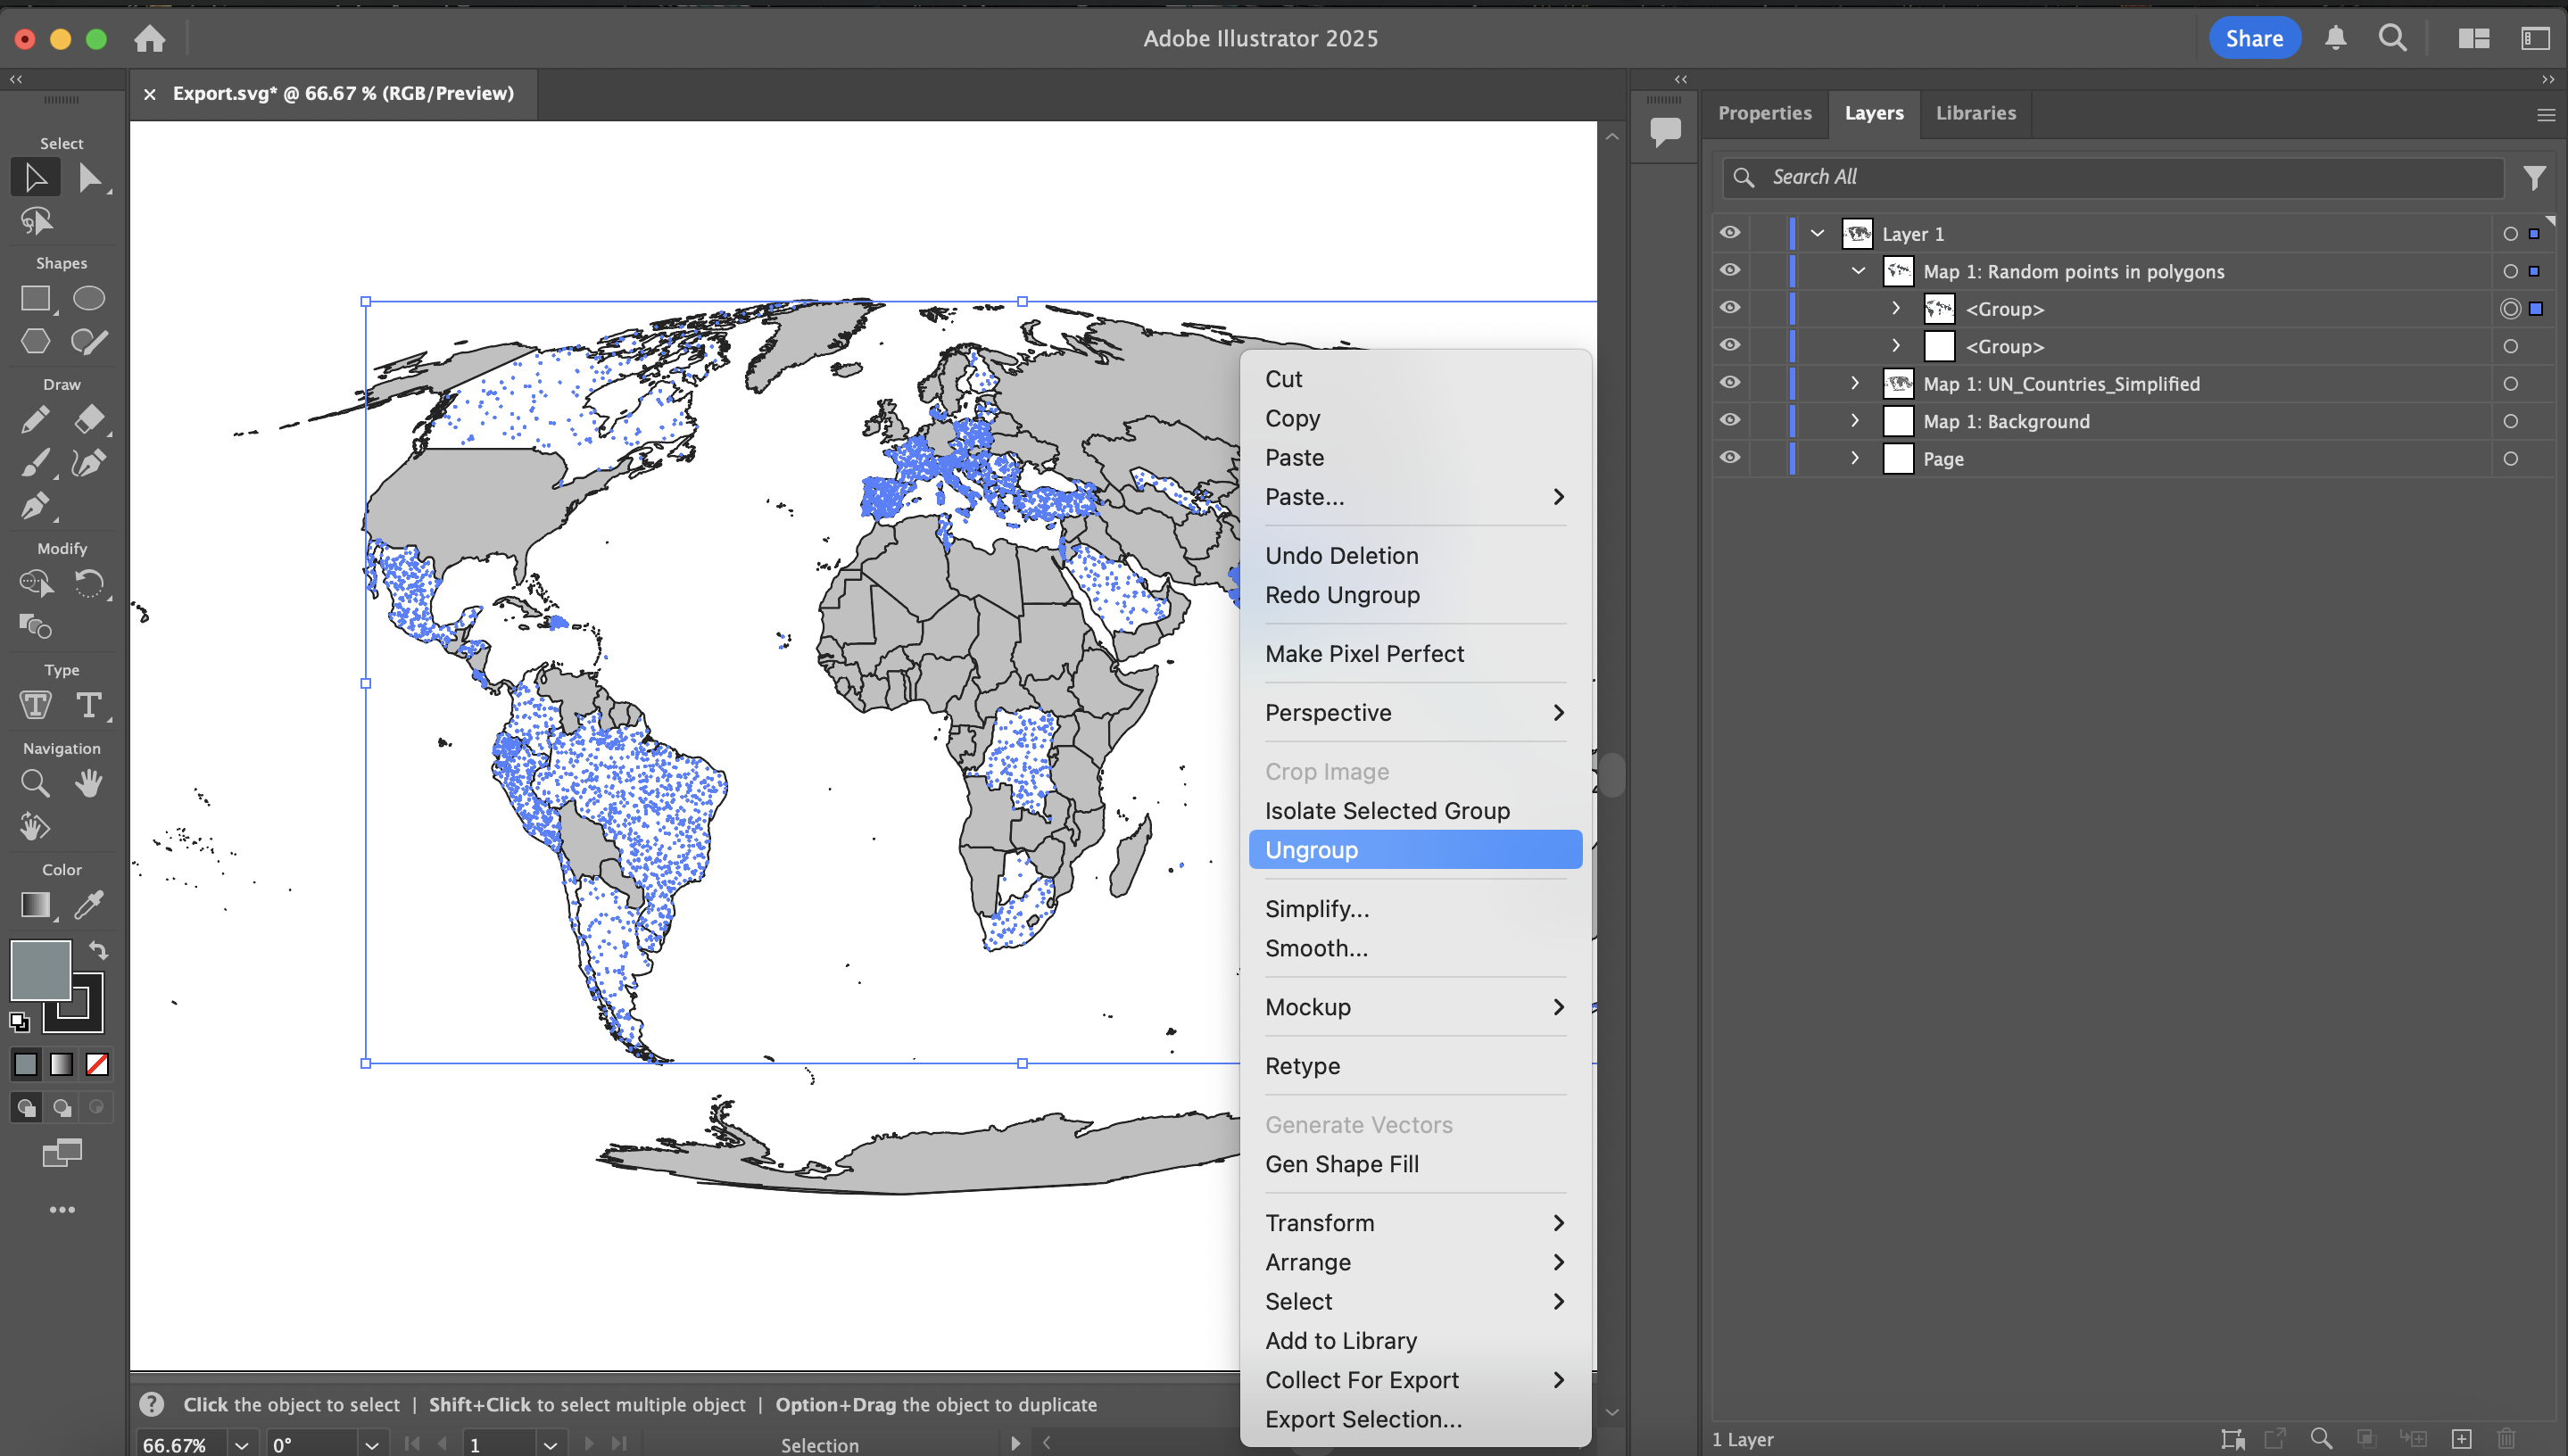 Adobe Illustrator 2025
Share
Export.svg* @ 66.67 % (RGB/Preview)
Properties
Layers
Libraries
Search All
Layer 1
Map 1: Random points in polygons
<Group>
<Group>
Map 1: UN_Countries_Simplified
Map 1: Background
Page
Select
Shapes
Draw
Modify
Type
Navigation
Color
Cut
Copy
Paste
Paste...
Undo Deletion
Redo Ungroup
Make Pixel Perfect
Perspective
Crop Image
Isolate Selected Group
Ungroup
Simplify...
Smooth...
Mockup
Retype
Generate Vectors
Gen Shape Fill
Transform
Arrange
Select
Add to Library
Collect For Export
Export Selection...
Click the object to select | Shift+Click to select multiple object | Option+Drag the object to duplicate
66.67%
0°
1
Selection
1 Layer